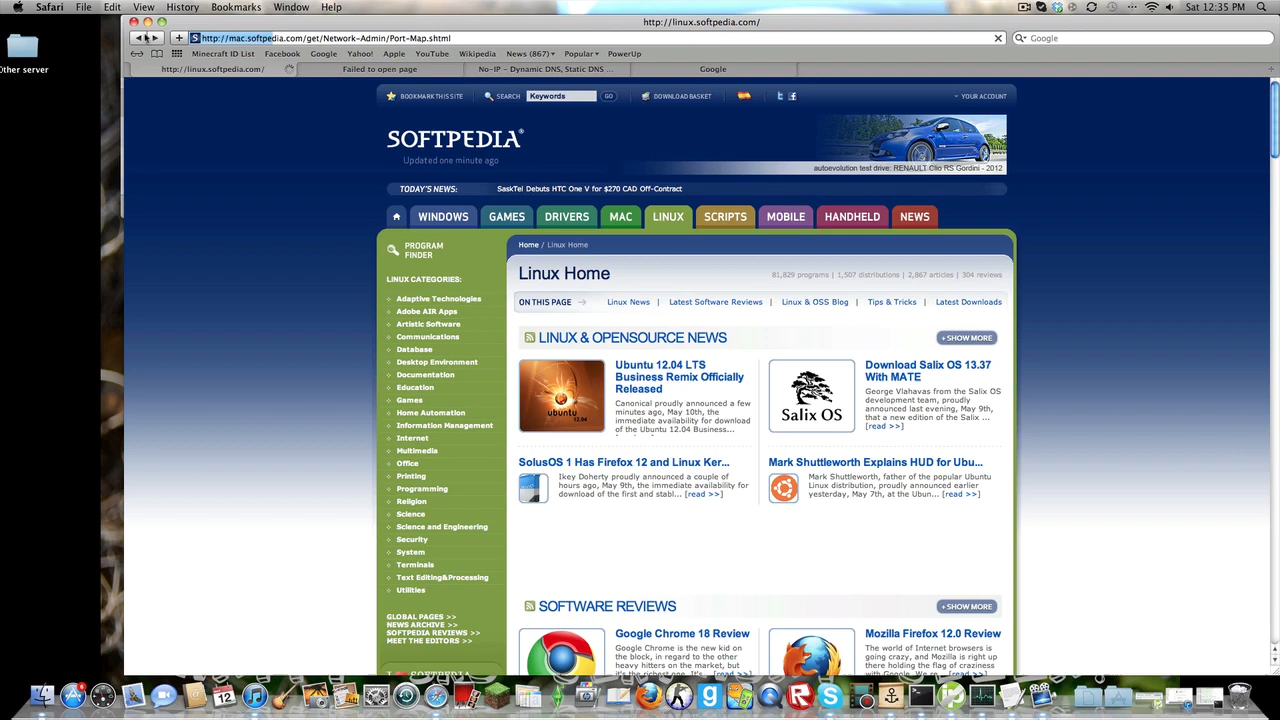 Safari File Edit View History Bookmarks Window Help
Sat 12:35 PM
http://linux.softpedia.com/
http://mac.softpedia.com/get/Network-Admin/Port-Map.shtml
Google
Minecraft ID List Facebook Google Yahoo! Apple YouTube Wikipedia News (867) Popular PowerUp
http://linux.softpedia.com/ Failed to open page No-IP – Dynamic DNS, Static DNS ... Google
Other server
BOOKMARK THIS SITE SEARCH Keywords GO DOWNLOAD BASKET YOUR ACCOUNT
SOFTPEDIA®
Updated one minute ago
autoevolution test drive: RENAULT Clio RS Gordini - 2012
TODAY'S NEWS: SaskTel Debuts HTC One V for $270 CAD Off-Contract
WINDOWS GAMES DRIVERS MAC LINUX SCRIPTS MOBILE HANDHELD NEWS
PROGRAM
FINDER
LINUX CATEGORIES:
Adaptive Technologies
Adobe AIR Apps
Artistic Software
Communications
Database
Desktop Environment
Documentation
Education
Games
Home Automation
Information Management
Internet
Multimedia
Office
Printing
Programming
Religion
Science
Science and Engineering
Security
System
Terminals
Text Editing&Processing
Utilities
GLOBAL PAGES >>
NEWS ARCHIVE >>
SOFTPEDIA REVIEWS >>
MEET THE EDITORS >>
Home / Linux Home
Linux Home
81,829 programs | 1,507 distributions | 2,867 articles | 304 reviews
ON THIS PAGE Linux News | Latest Software Reviews | Linux & OSS Blog | Tips & Tricks | Latest Downloads
LINUX & OPENSOURCE NEWS
+ SHOW MORE
Ubuntu 12.04 LTS
Business Remix Officially
Released
Canonical proudly announced a few
minutes ago, May 10th, the
immediate availability for download
of the Ubuntu 12.04 Business...
ubuntu
12.04
Download Salix OS 13.37
With MATE
George Vlahavas from the Salix OS
development team, proudly
announced last evening, May 9th,
that a new edition of the Salix ...
[read >>]
Salix OS
SolusOS 1 Has Firefox 12 and Linux Ker...
Ikey Doherty proudly announced a couple of
hours ago, May 9th, the immediate availability for
download of the first and stabl... [read >>]
Mark Shuttleworth Explains HUD for Ubu...
Mark Shuttleworth, father of the popular Ubuntu
Linux distribution, proudly announced earlier
yesterday, May 7th, at the Ubun... [read >>]
SOFTWARE REVIEWS
+ SHOW MORE
Google Chrome 18 Review
Google Chrome is the new kid on
the block, in regard to the other
heavy hitters on the market, but
Mozilla Firefox 12.0 Review
The world of Internet browsers is
going crazy, and Mozilla is right up
there holding the flag of craziness